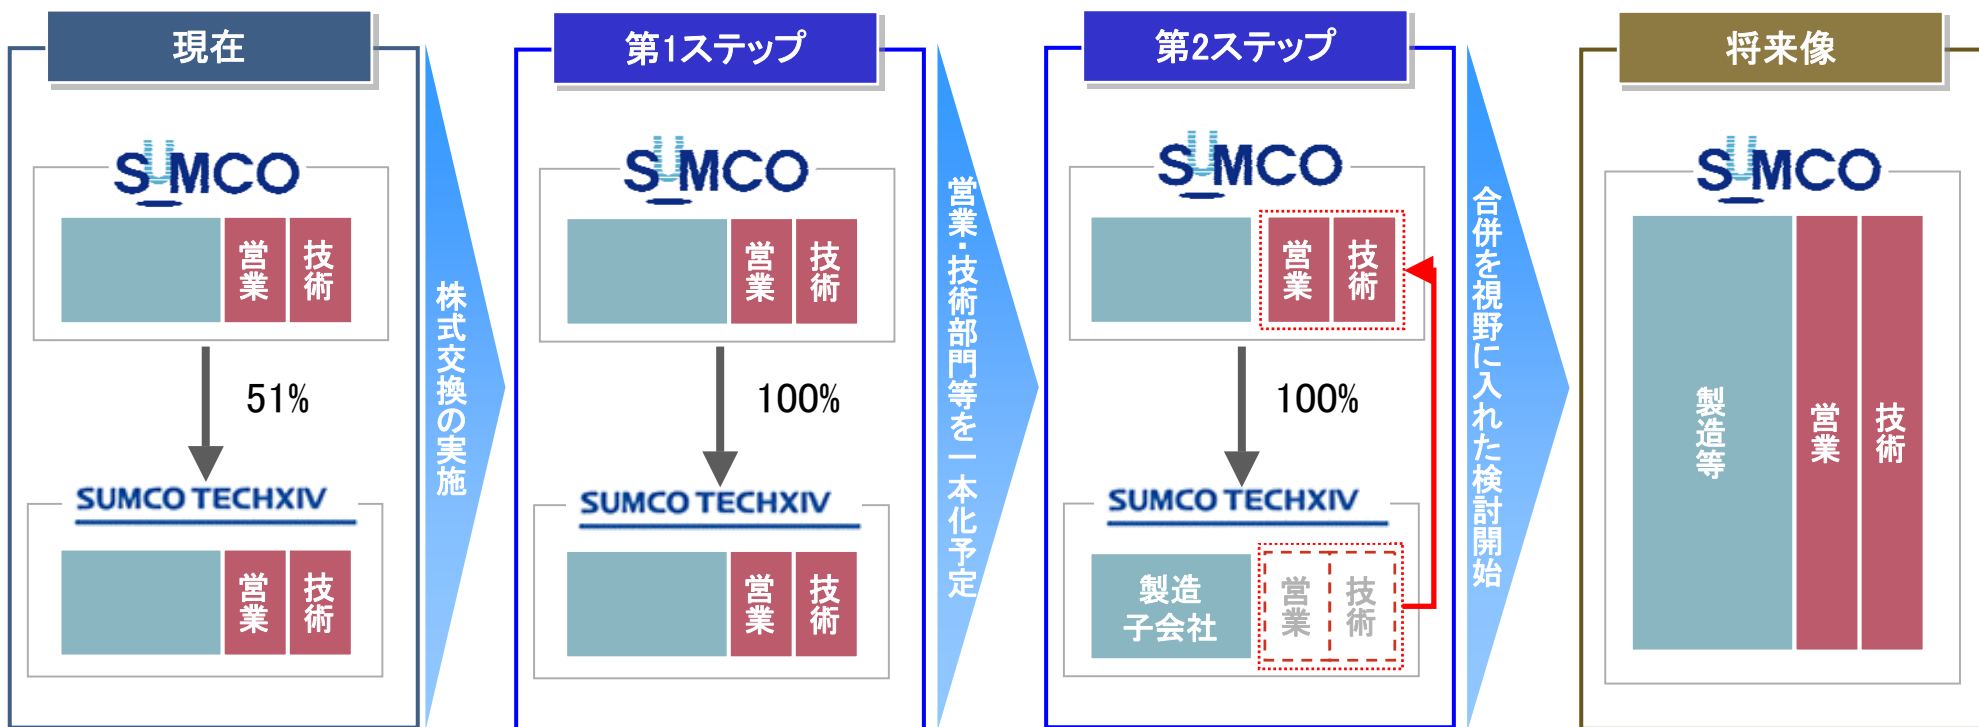 現在
SUMCO
営業
技術
51%
SUMCO TECHXIV
営業
技術
株式交換の実施
第1ステップ
SUMCO
営業
技術
100%
SUMCO TECHXIV
営業
技術
営業・技術部門等を一本化予定
第2ステップ
SUMCO
営業
技術
100%
SUMCO TECHXIV
製造
子会社
営業
技術
合併を視野に入れた検討開始
将来像
SUMCO
製造等
営業
技術